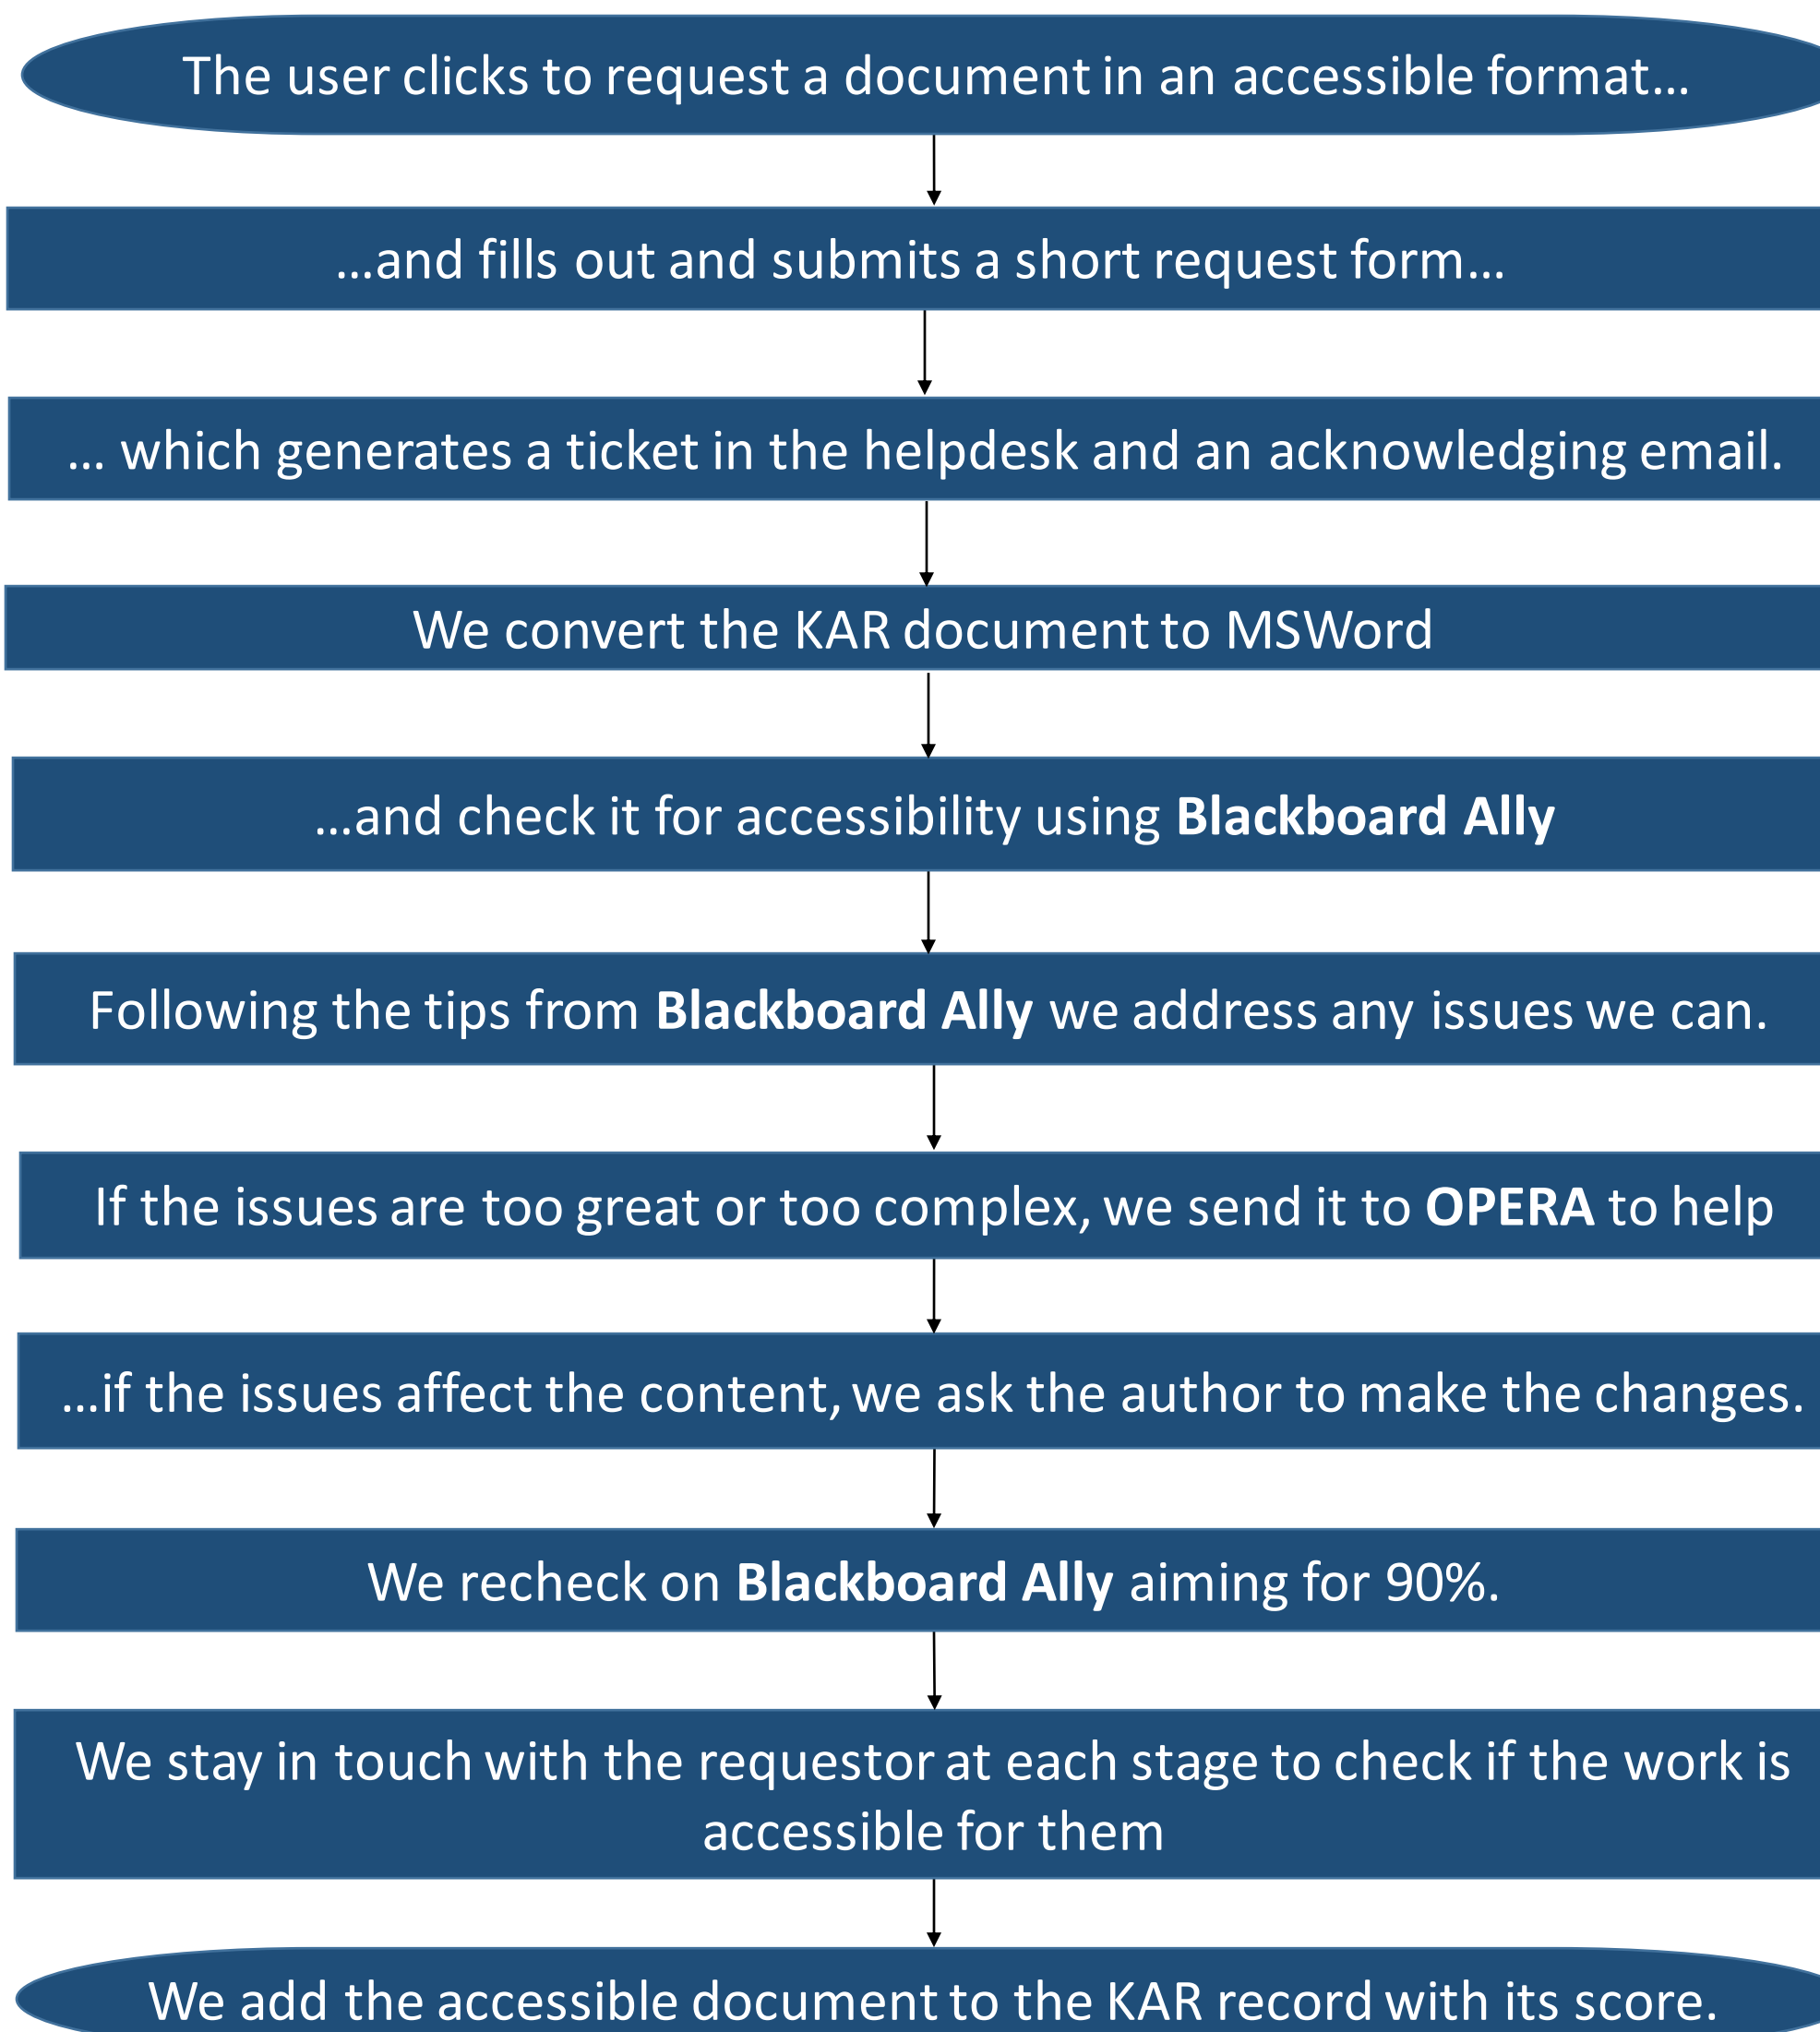 The user clicks to request a document in an accessible format...
...and fills out and submits a short request form...
... which generates a ticket in the helpdesk and an acknowledging email.
We convert the KAR document to MSWord
...and check it for accessibility using Blackboard Ally
Following the tips from Blackboard Ally we address any issues we can.
If the issues are too great or too complex, we send it to OPERA to help
...if the issues affect the content, we ask the author to make the changes.
We recheck on Blackboard Ally aiming for 90%.
We stay in touch with the requestor at each stage to check if the work is
accessible for them
We add the accessible document to the KAR record with its score.